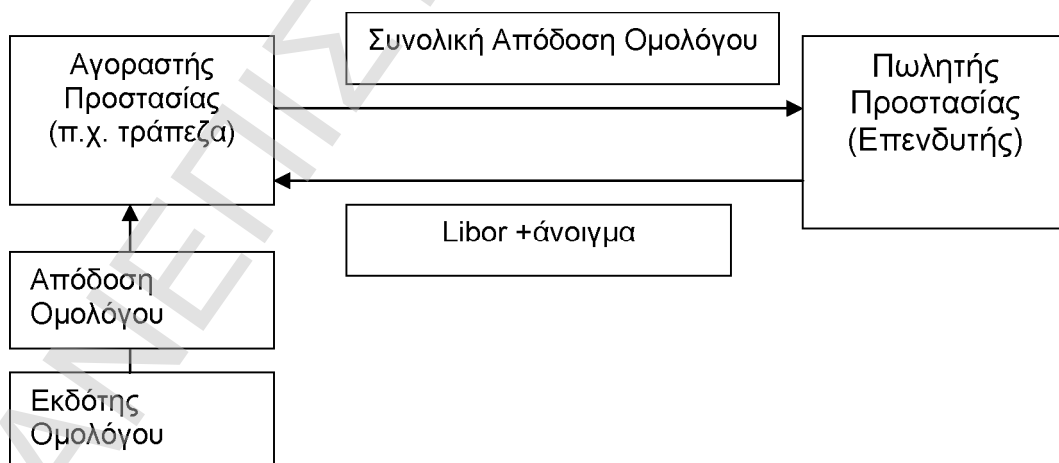 Αγοραστής
Προστασίας
(π.χ. τράπεζα)
Συνολική Απόδοση Ομολόγου
Πωλητής
Προστασίας
(Επενδυτής)
Libor +άνοιγμα
Απόδοση
Ομολόγου
Εκδότης
Ομολόγου